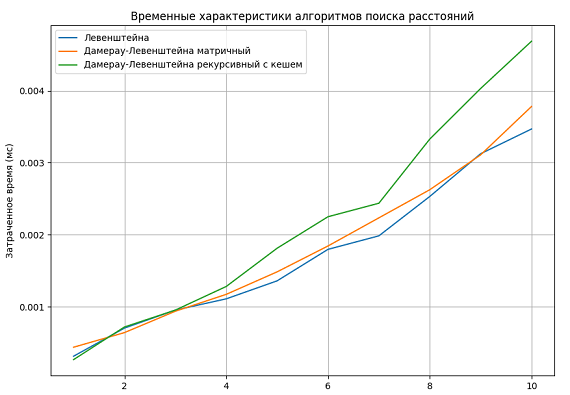 Временные характеристики алгоритмов поиска расстояний
Левенштейна
Дамерау-Левенштейна матричный
Дамерау-Левенштейна рекурсивный с кешем
Затраченное время (мс)
0.004
0.003
0.002
0.001
2 4 6 8 10